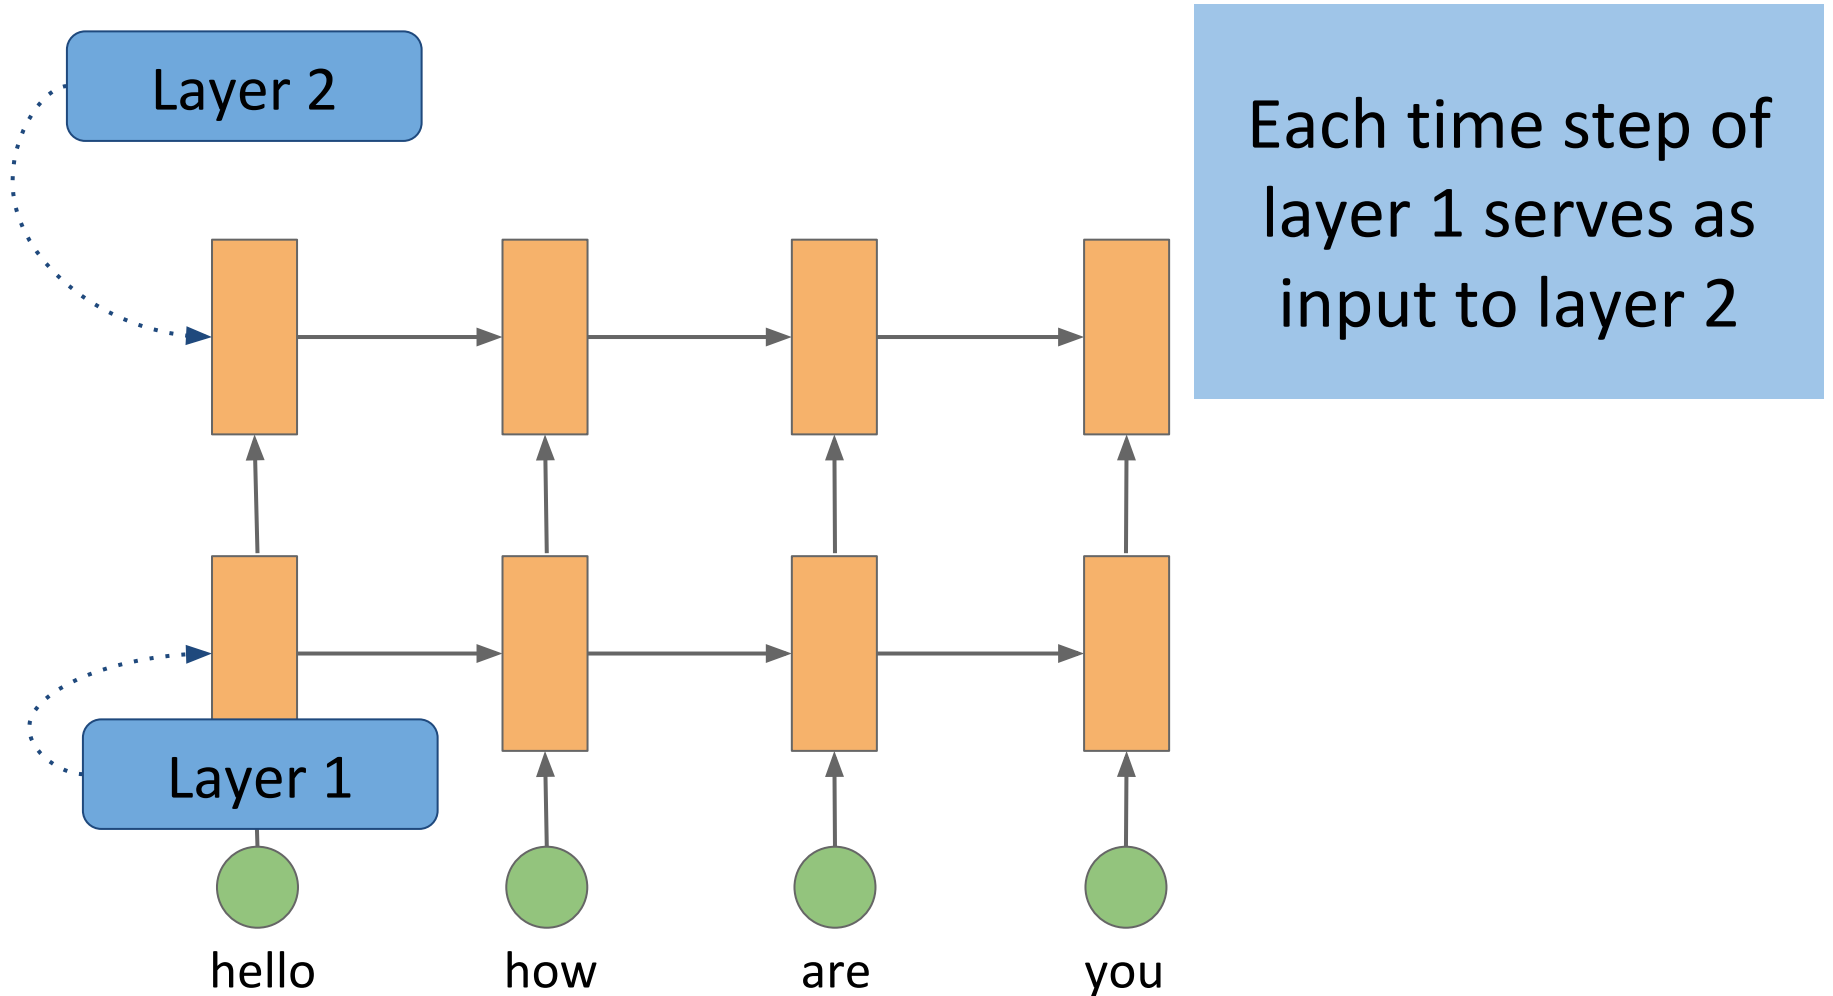 Layer 2
Each time step of
layer 1 serves as
input to layer 2
Layer 1
hello how are you